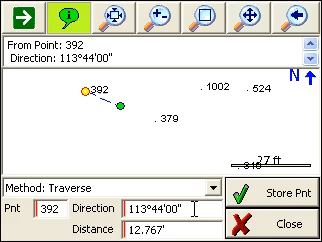 From Point: 392
Direction: 113°44'00"
N
392
. 1002
. 524
. 379
27 ft
Method: Traverse
Store Pnt
Pnt 392 Direction 113°44'00"
Distance 12.767'
Close